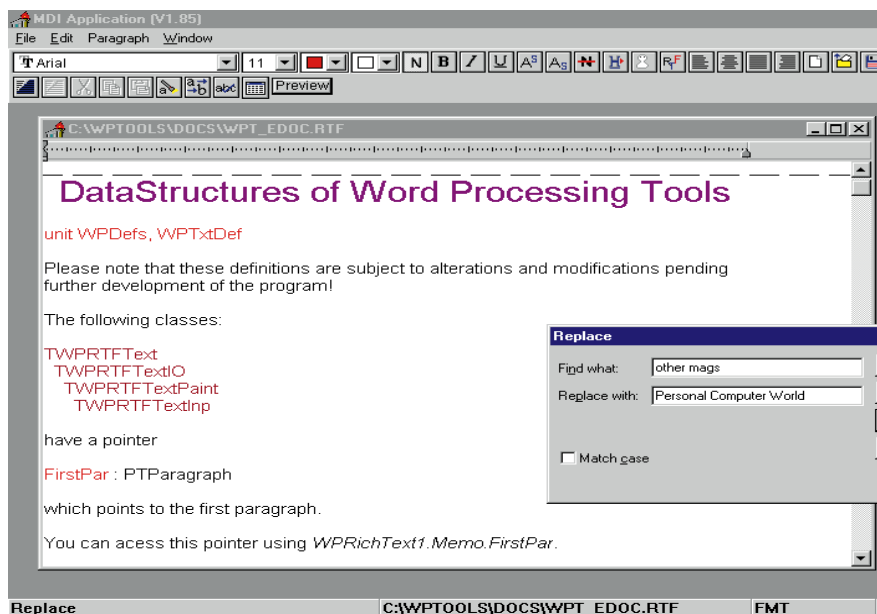 MDI Application (V1.85)
File Edit Paragraph Window
Arial 11 N B I U A^S A_S N H R_F
abc Preview
C:\WPTOOLS\DOCS\WPT_EDOC.RTF
DataStructures of Word Processing Tools
unit WPDefs, WPTxtDef
Please note that these definitions are subject to alterations and modifications pending
further development of the program!
The following classes:
TWPRTFText
TWPRTFTextIO
TWPRTFTextPaint
TWPRTFTextInp
have a pointer
FirstPar : PTParagraph
which points to the first paragraph.
You can acess this pointer using WPRichText1.Memo.FirstPar.
Replace
Find what: other mags
Replace with: Personal Computer World
Match case
Replace C:\WPTOOLS\DOCS\WPT_EDOC.RTF FMT